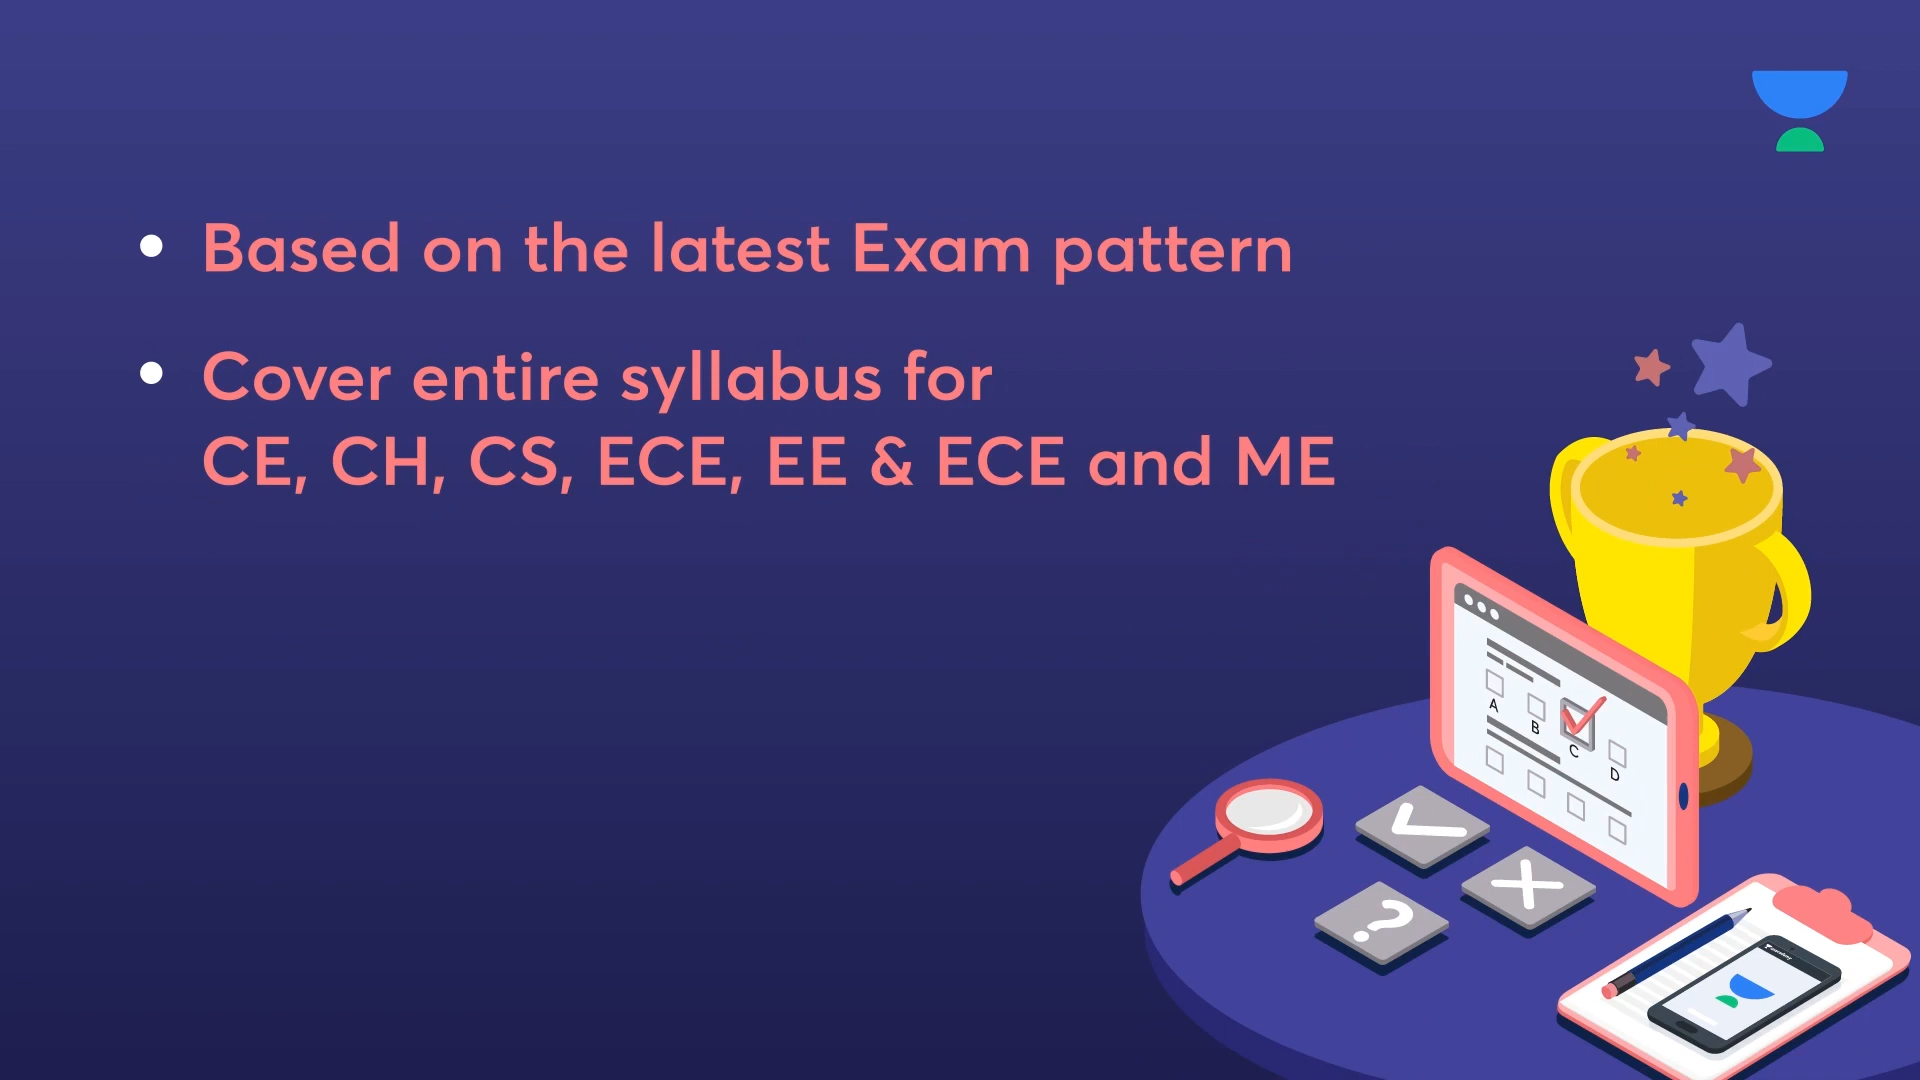 Based on the latest Exam pattern
Cover entire syllabus for
CE, CH, CS, ECE, EE & ECE and ME
A
B
C
D
?